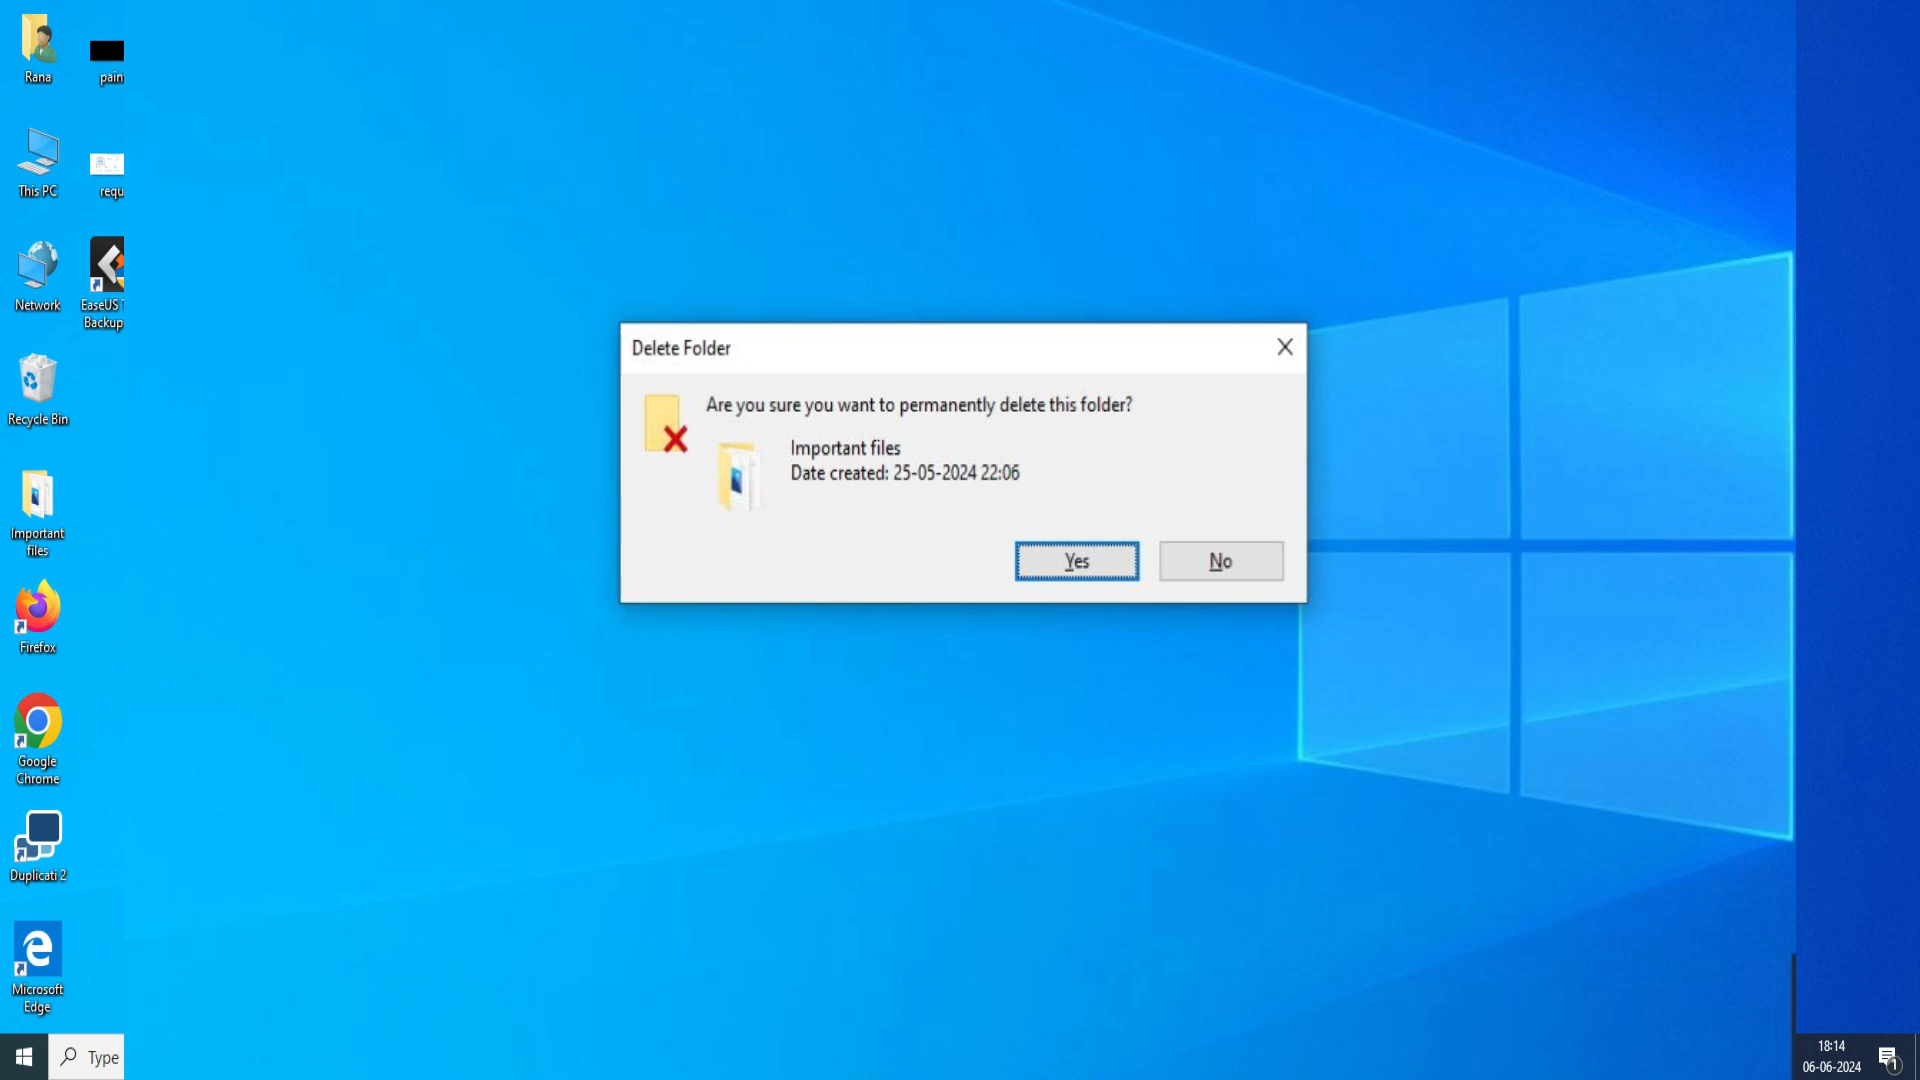 Rana
This PC
Network
Recycle Bin
Important
files
Firefox
Google
Chrome
Duplicati 2
Microsoft
Edge
pain
requ
EaseUS
Backup
Delete Folder
Are you sure you want to permanently delete this folder?
Important files
Date created: 25-05-2024 22:06
Yes
No
Type
18:14
06-06-2024
1